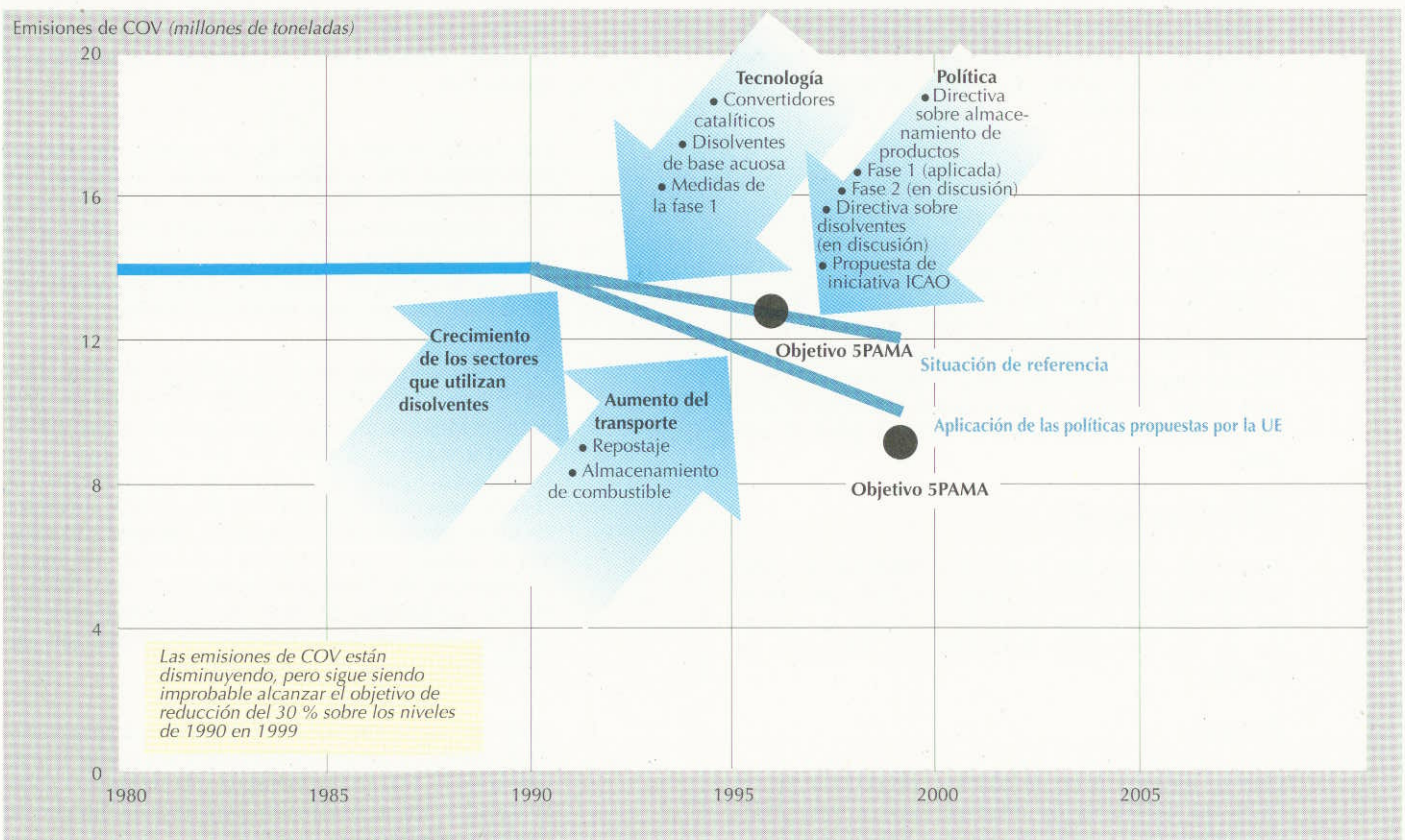 Emisiones de COV (millones de toneladas)
20
16
12
8
4
0
1980
1985
1990
1995
2000
2005
Tecnología
• Convertidores
catalíticos
• Disolventes
de base acuosa
• Medidas de
la fase 1
Política
• Directiva
sobre almace-
namiento de
productos
• Fase 1 (aplicada)
• Fase 2 (en discusión)
• Directiva sobre
disolventes
(en discusión)
• Propuesta de
iniciativa ICAO
Crecimiento
de los sectores
que utilizan
disolventes
Aumento del
transporte
• Repostaje
• Almacenamiento
de combustible
Objetivo 5PAMA
Situación de referencia
Aplicación de las políticas propuestas por la UE
Objetivo 5PAMA
Las emisiones de COV están
disminuyendo, pero sigue siendo
improbable alcanzar el objetivo de
reducción del 30 % sobre los niveles
de 1990 en 1999